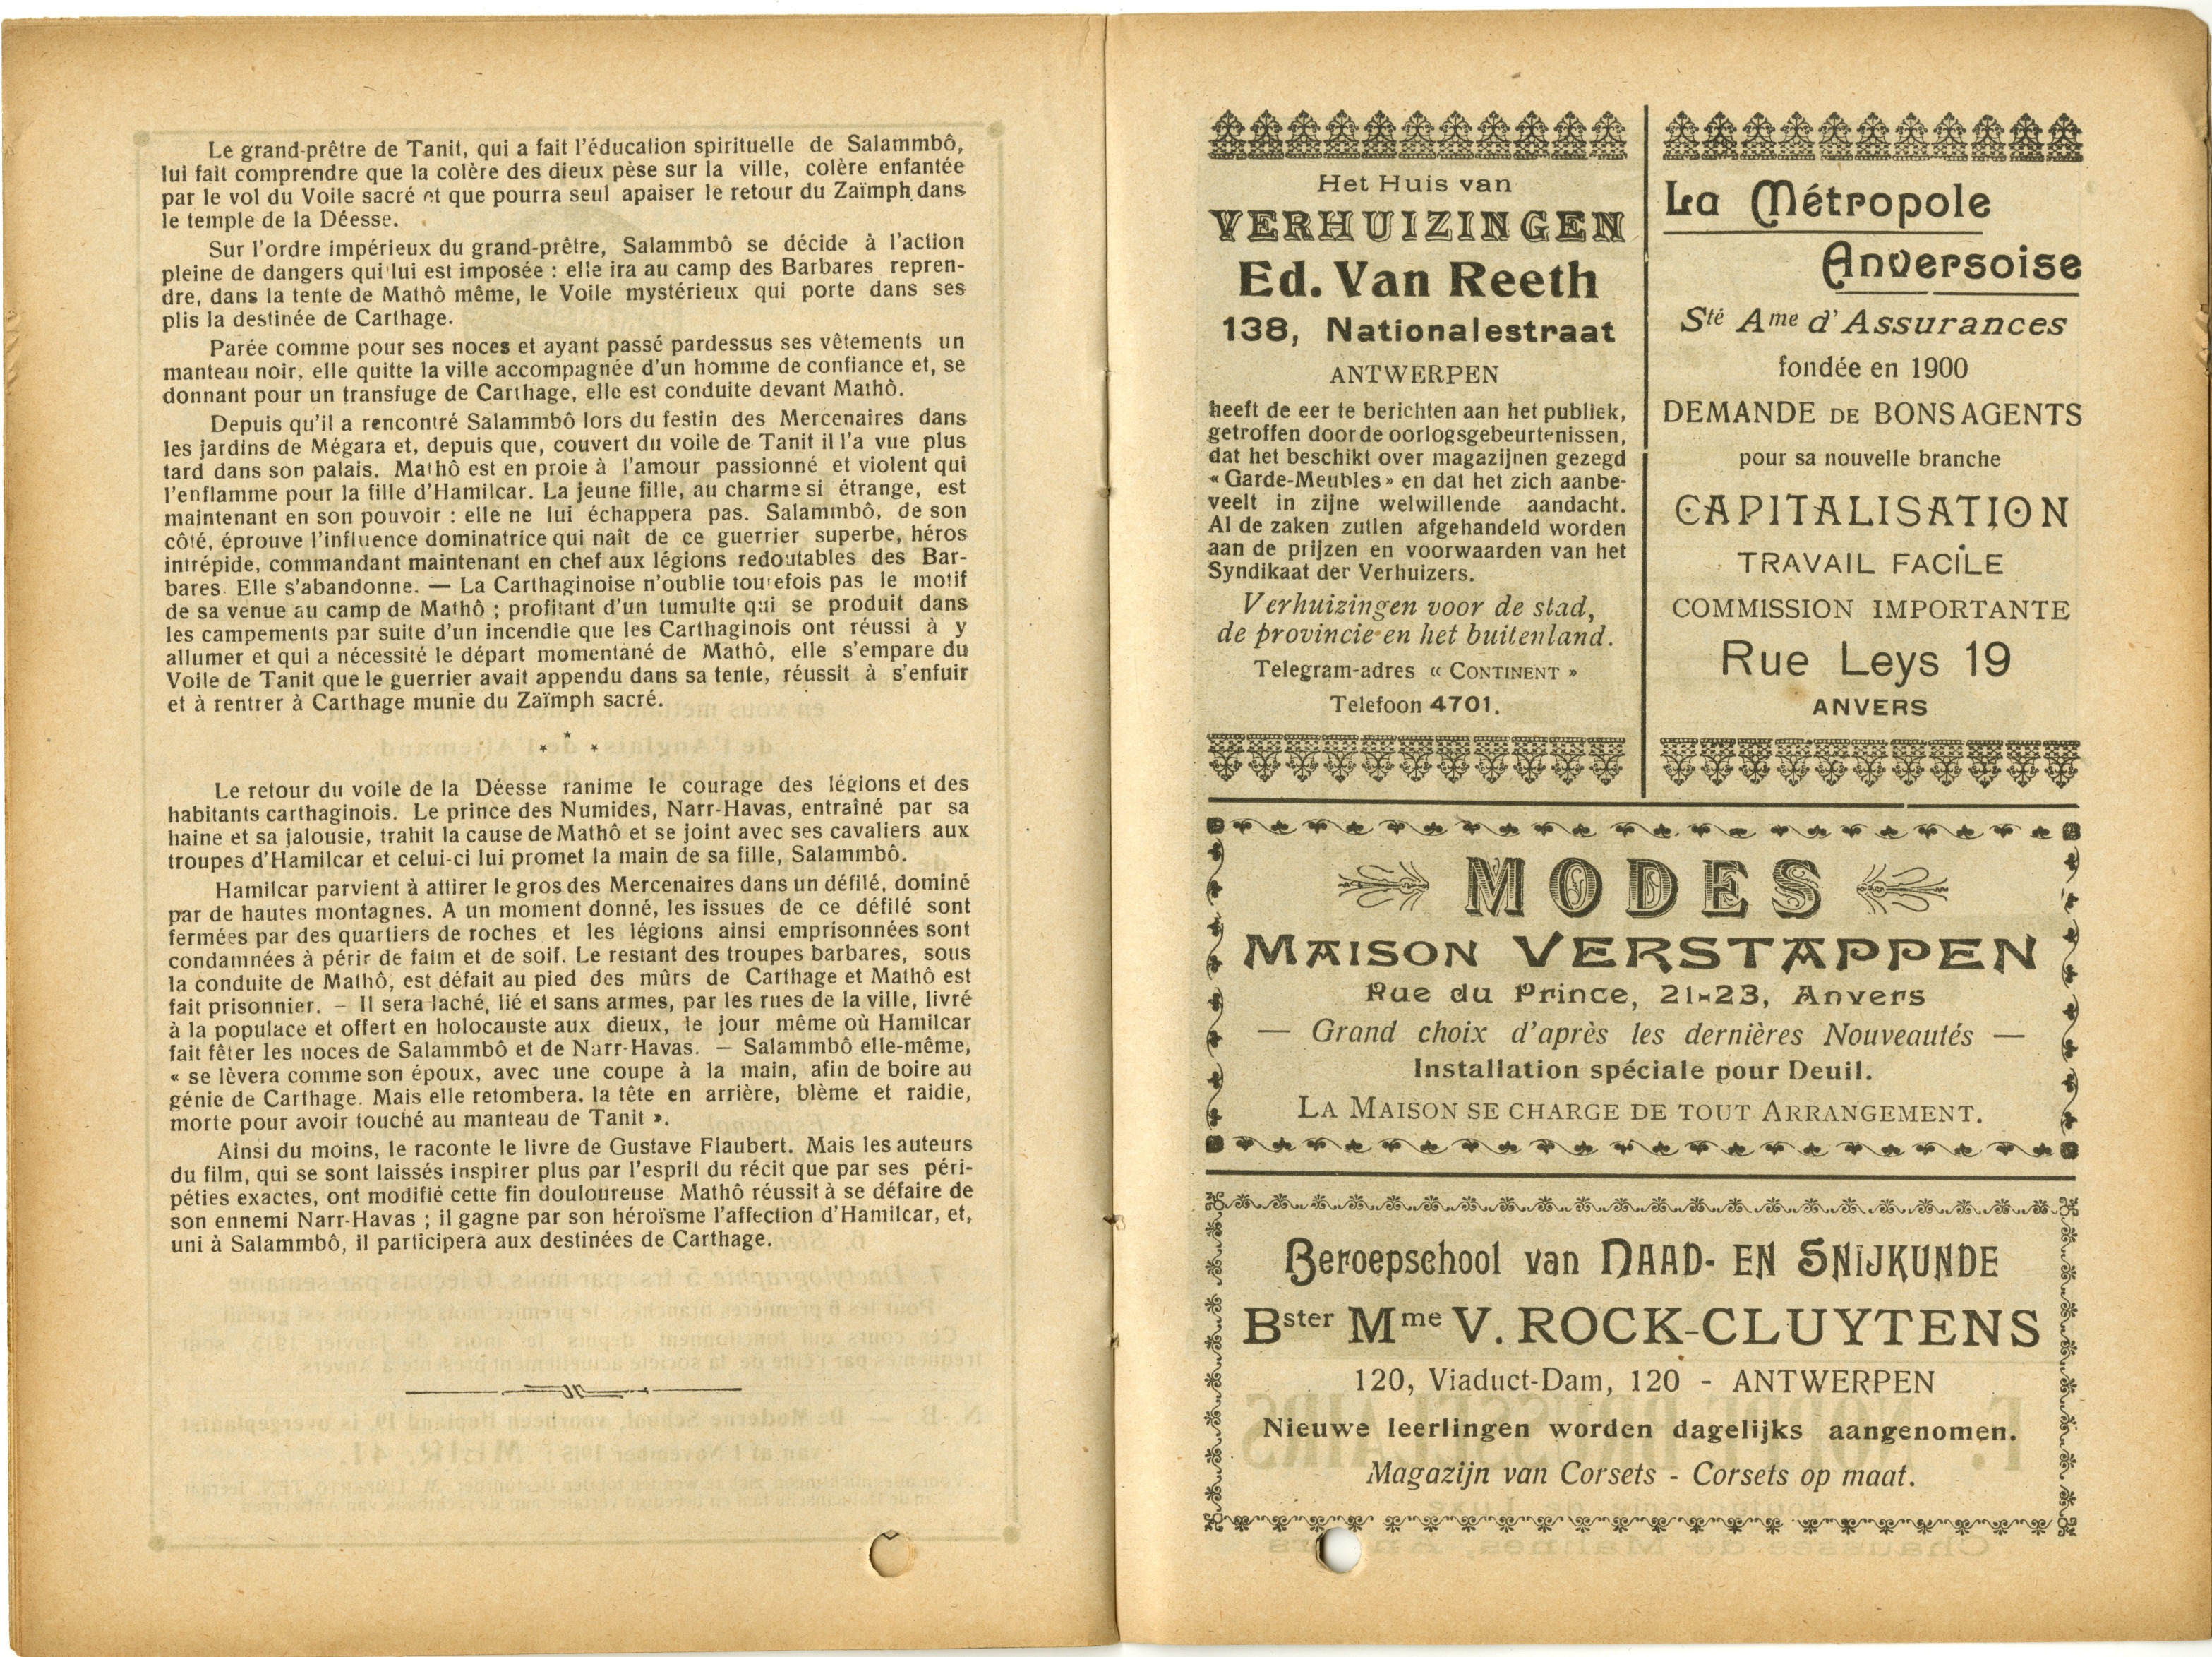 Le grand-prêtre de Tanit, qui a fait l'éducation spirituelle de Salammbô,
lui fait comprendre que la colère des dieux pèse sur la ville, colère enfantée
par le vol du Voile sacré et que pourra seul apaiser le retour du Zaïmph dans
le temple de la Déesse.
Sur l'ordre impérieux du grand-prêtre, Salammbô se décide à l'action
pleine de dangers qui lui est imposée : elle ira au camp des Barbares repren-
dre, dans la tente de Mathô même, le Voile mystérieux qui porte dans ses
plis la destinée de Carthage.
Parée comme pour ses noces et ayant passé pardessus ses vêtements un
manteau noir, elle quitte la ville accompagnée d'un homme de confiance et, se
donnant pour un transfuge de Carthage, elle est conduite devant Mathô.
Depuis qu'il a rencontré Salammbô lors du festin des Mercenaires dans
les jardins de Mégara et, depuis que, couvert du voile de Tanit il l'a vue plus
tard dans son palais. Mathô est en proie à l'amour passionné et violent qui
l'enflamme pour la fille d'Hamilcar. La jeune fille, au charme si étrange, est
maintenant en son pouvoir : elle ne lui échappera pas. Salammbô, de son
côté, éprouve l'influence dominatrice qui naît de ce guerrier superbe, héros
intrépide, commandant maintenant en chef aux légions redoutables des Bar-
bares. Elle s'abandonne. — La Carthaginoise n'oublie toutefois pas le motif
de sa venue au camp de Mathô ; profitant d'un tumulte qui se produit dans
les campements par suite d'un incendie que les Carthaginois ont réussi à y
allumer et qui a nécessité le départ momentané de Mathô, elle s'empare du
Voile de Tanit que le guerrier avait appendu dans sa tente, réussit à s'enfuir
et à rentrer à Carthage munie du Zaïmph sacré.
* * *
Le retour du voile de la Déesse ranime le courage des légions et des
habitants carthaginois. Le prince des Numides, Narr-Havas, entraîné par sa
haine et sa jalousie, trahit la cause de Mathô et se joint avec ses cavaliers aux
troupes d'Hamilcar et celui-ci lui promet la main de sa fille, Salammbô.
Hamilcar parvient à attirer le gros des Mercenaires dans un défilé, dominé
par de hautes montagnes. A un moment donné, les issues de ce défilé sont
fermées par des quartiers de roches et les légions ainsi emprisonnées sont
condamnées à périr de faim et de soif. Le restant des troupes barbares, sous
la conduite de Mathô, est défait au pied des mûrs de Carthage et Mathô est
fait prisonnier. — Il sera laché, lié et sans armes, par les rues de la ville, livré
à la populace et offert en holocauste aux dieux, le jour même où Hamilcar
fait fêter les noces de Salammbô et de Narr-Havas. — Salammbô elle-même,
« se lèvera comme son époux, avec une coupe à la main, afin de boire au
génie de Carthage. Mais elle retombera. la tête en arrière, blème et raidie,
morte pour avoir touché au manteau de Tanit ».
Ainsi du moins, le raconte le livre de Gustave Flaubert. Mais les auteurs
du film, qui se sont laissés inspirer plus par l'esprit du récit que par ses péri-
péties exactes, ont modifié cette fin douloureuse. Mathô réussit à se défaire de
son ennemi Narr-Havas ; il gagne par son héroïsme l'affection d'Hamilcar, et,
uni à Salammbô, il participera aux destinées de Carthage.
Het Huis van
VERHUIZINGEN
Ed. Van Reeth
138, Nationalestraat
ANTWERPEN
heeft de eer te berichten aan het publiek,
getroffen door de oorlogsgebeurtenissen,
dat het beschikt over magazijnen gezegd
« Garde-Meubles » en dat het zich aanbe-
veelt in zijne welwillende aandacht.
Al de zaken zullen afgehandeld worden
aan de prijzen en voorwaarden van het
Syndikaat der Verhuizers.
Verhuizingen voor de stad,
de provincie en het buitenland.
Telegram-adres « CONTINENT »
Telefoon 4701.
La Métropole
Anversoise
Sté Ame d'Assurances
fondée en 1900
DEMANDE DE BONS AGENTS
pour sa nouvelle branche
CAPITALISATION
TRAVAIL FACILE
COMMISSION IMPORTANTE
Rue Leys 19
ANVERS
MODES
MAISON VERSTAPPEN
Rue du Prince, 21-23, Anvers
— Grand choix d'après les dernières Nouveautés —
Installation spéciale pour Deuil.
LA MAISON SE CHARGE DE TOUT ARRANGEMENT.
Beroepschool van NAAD- EN SNIJKUNDE
Bster Mme V. ROCK-CLUYTENS
120, Viaduct-Dam, 120 - ANTWERPEN
Nieuwe leerlingen worden dagelijks aangenomen.
Magazijn van Corsets - Corsets op maat.